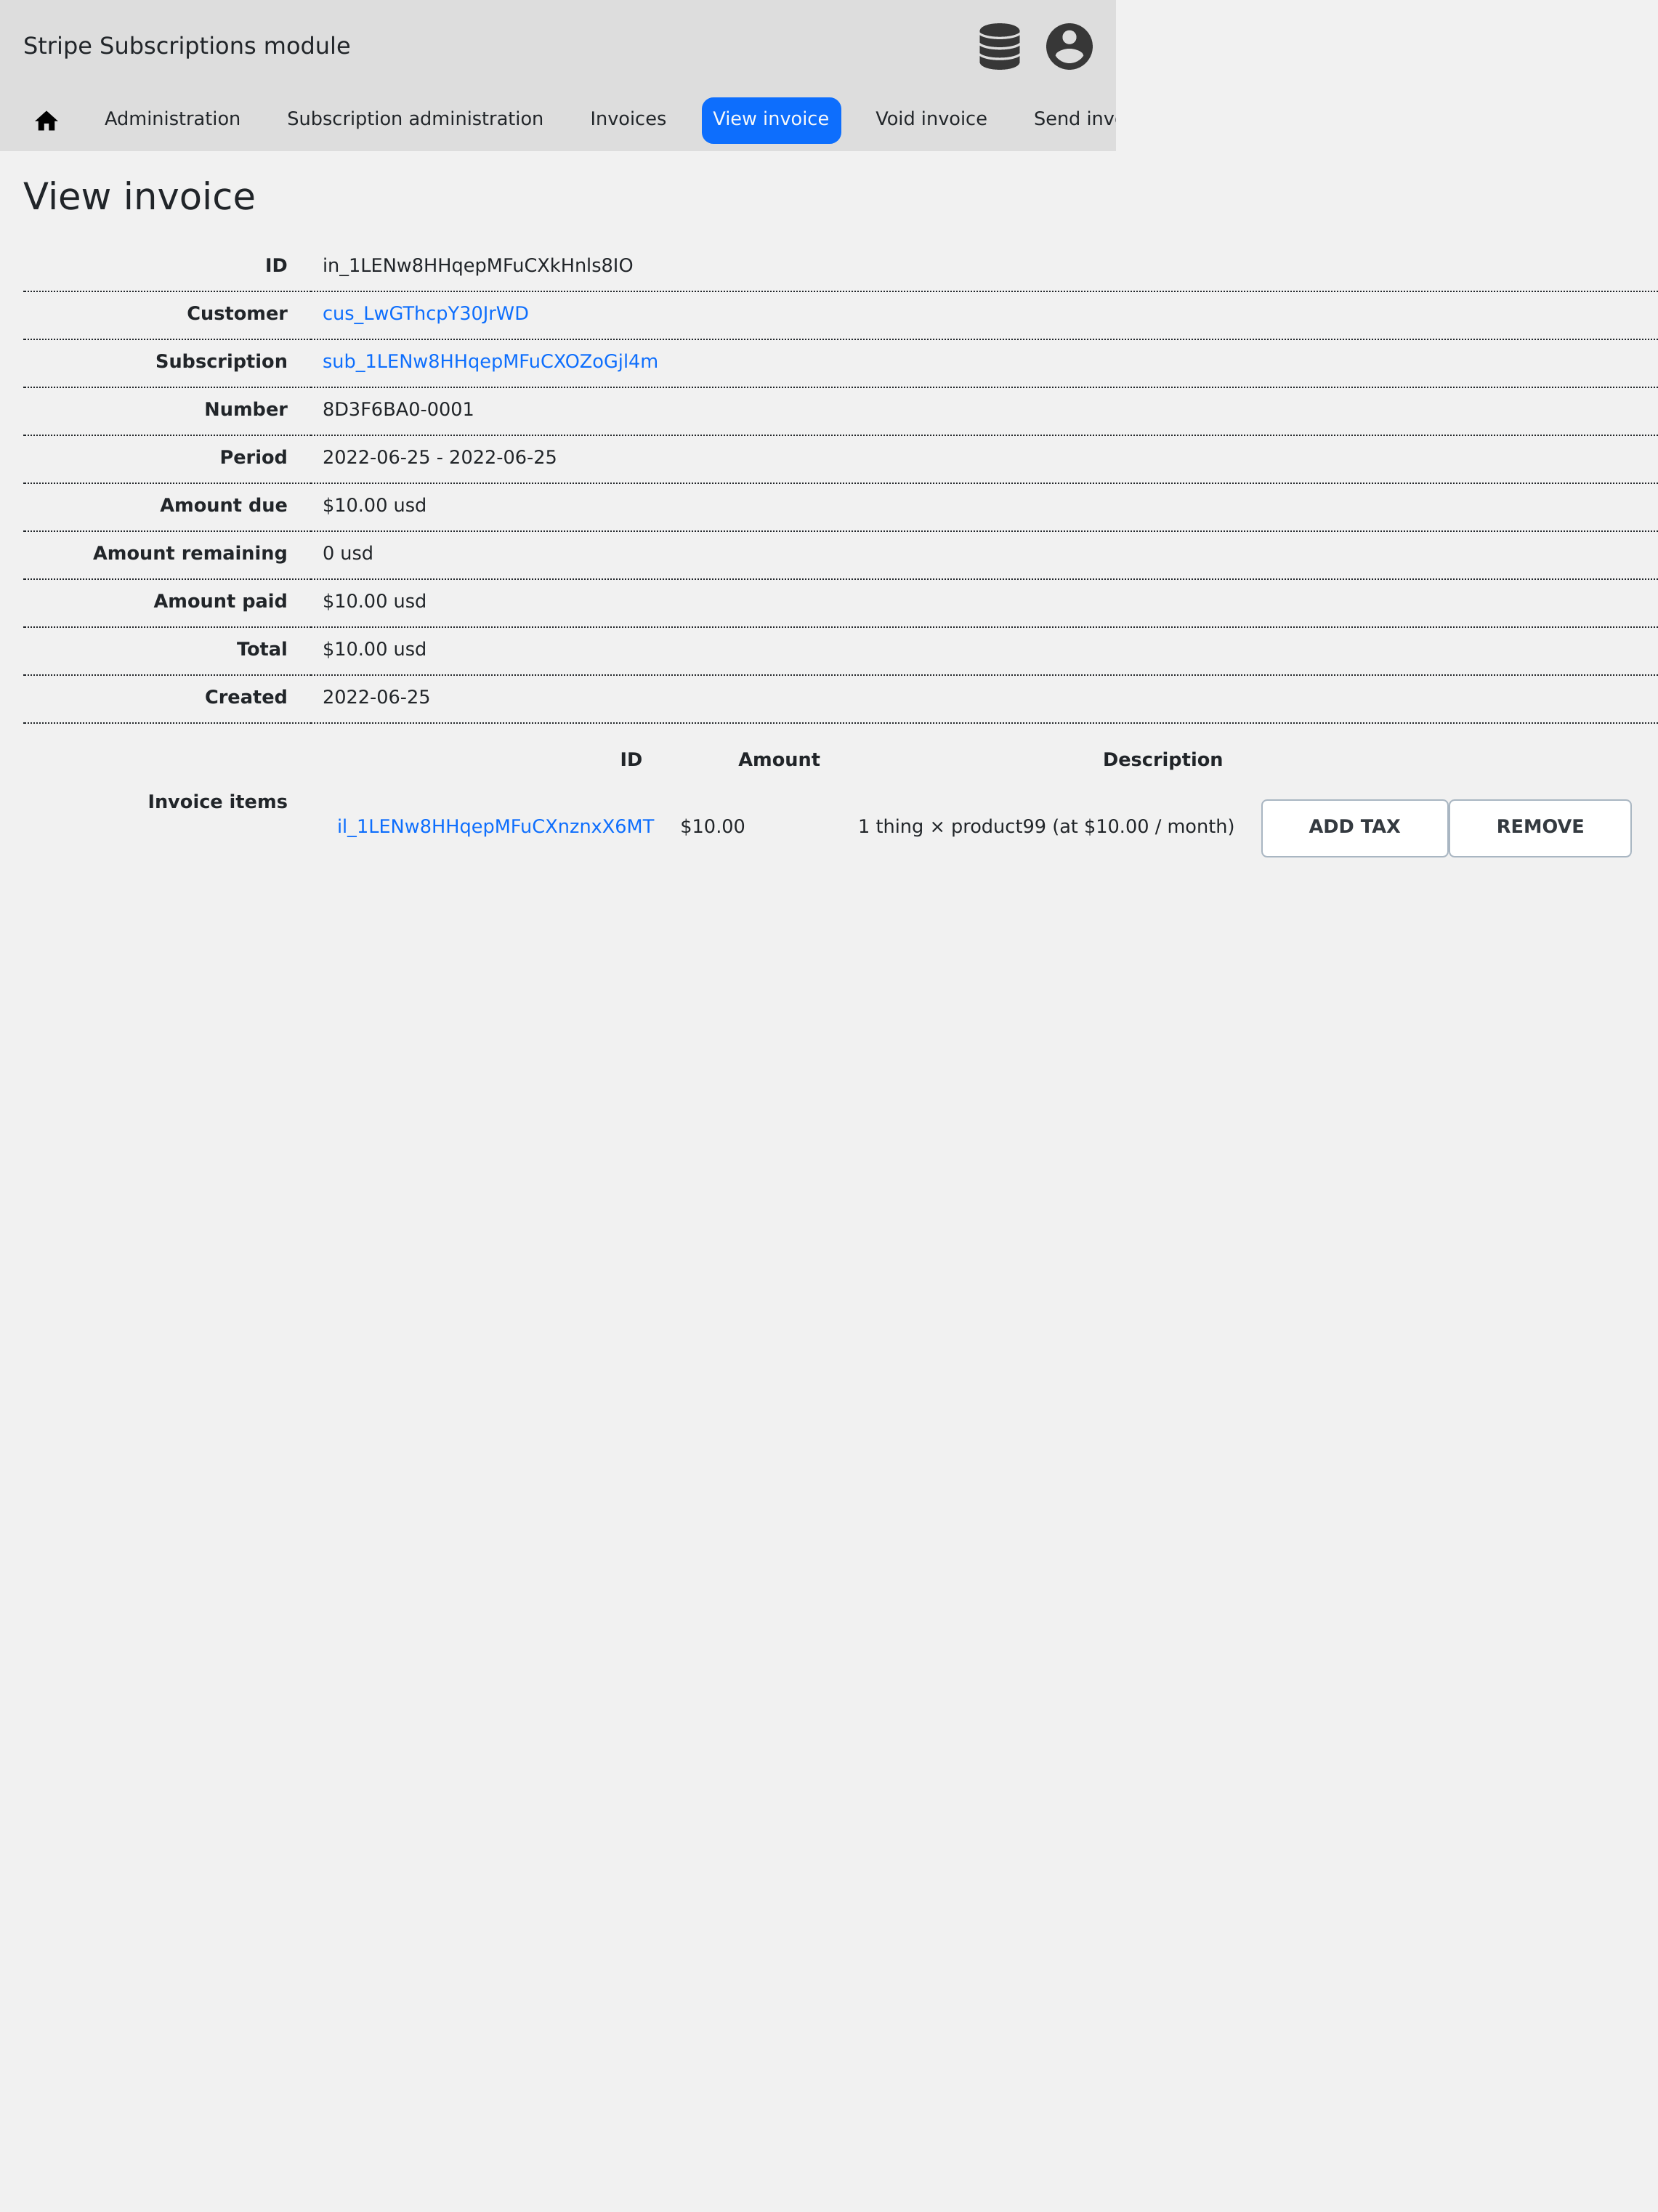 Stripe Subscriptions module
Administration Subscription administration Invoices View invoice Void invoice Send
View invoice
ID in_1LENw8HHqepMFuCXkHnls8IO
Customer cus_LwGThcpY30JrWD
Subscription sub_1LENw8HHqepMFuCXOZoGjl4m
Number 8D3F6BA0-0001
Period 2022-06-25 - 2022-06-25
Amount due $10.00 usd
Amount remaining 0 usd
Amount paid $10.00 usd
Total $10.00 usd
Created 2022-06-25
ID Amount Description
Invoice items
il_1LENw8HHqepMFuCXnznxX6MT $10.00 1 thing × product99 (at $10.00 / month) ADD TAX REMOVE